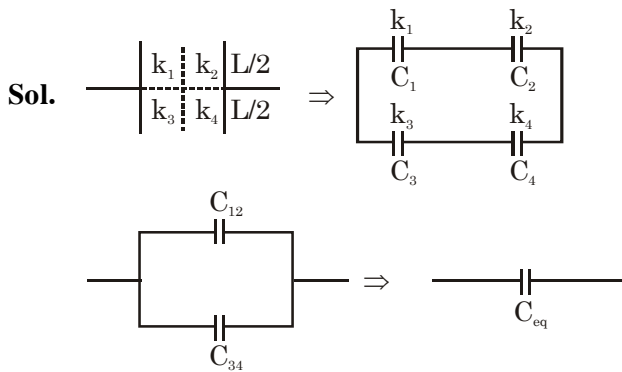 k₁ k₂
k₁ k₂ L/2
C₁ C₂
Sol. ⇒
k₃ k₄ L/2
k₃ k₄
C₃ C₄
C₁₂
⇒
C_eq
C₃₄